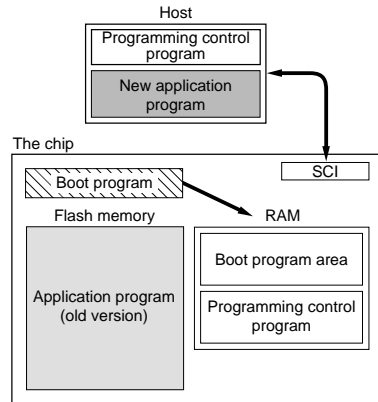 Host
Programming control
program
New application
program
The chip
SCI
Boot program
Flash memory
RAM
Application program
(old version)
Boot program area
Programming control
program